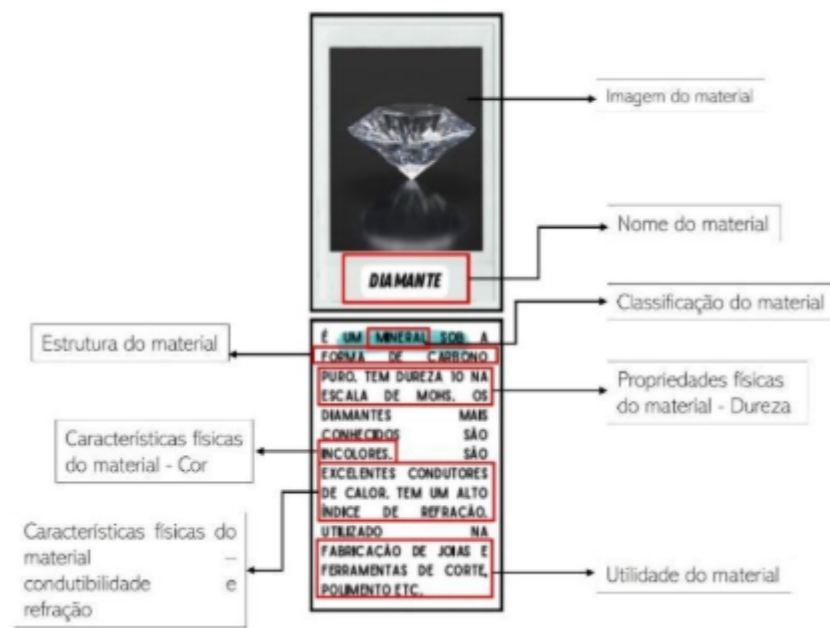 Imagem do material
Nome do material
DIAMANTE
Classificação do material
Estrutura do material
É UM MINERAL SOB A
FORMA DE CARBONO
PURO. TEM DUREZA 10 NA
ESCALA DE MOHS. OS
DIAMANTES MAIS
CONHECIDOS SÃO
INCOLORES. SÃO
EXCELENTES CONDUTORES
DE CALOR. TEM UM ALTO
ÍNDICE DE REFRAÇÃO.
UTILIZADO NA
FABRICAÇÃO DE JOIAS E
FERRAMENTAS DE CORTE,
POLIMENTO ETC.
Propriedades físicas
do material - Dureza
Características físicas
do material - Cor
Características físicas do
material –
condutibilidade e
refração
Utilidade do material